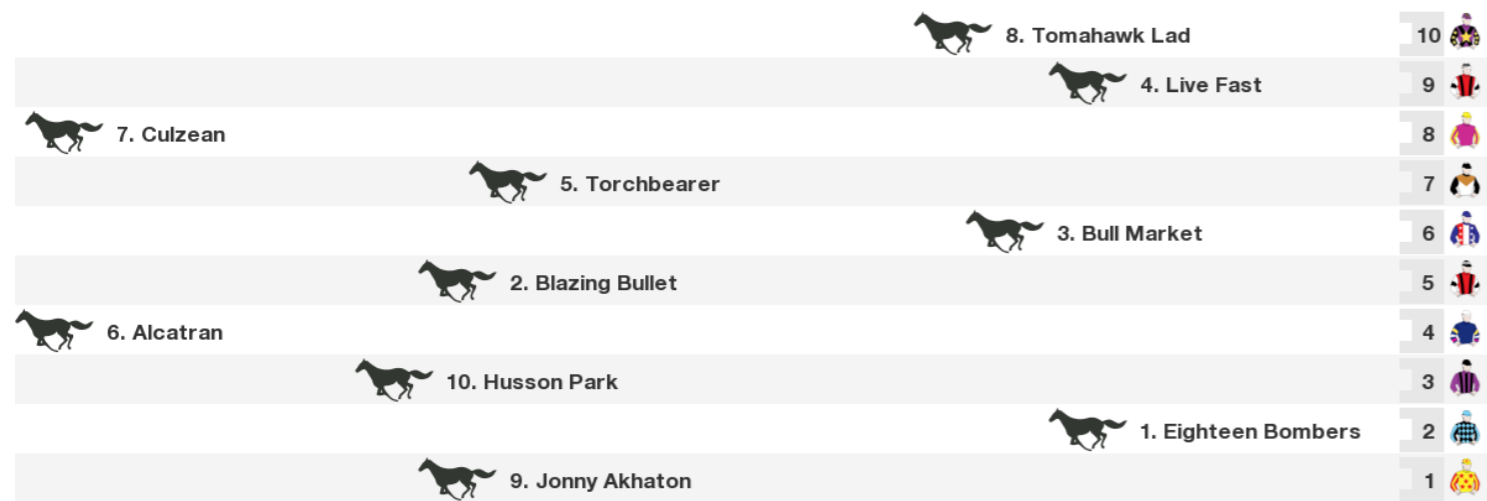 8. Tomahawk Lad 10
4. Live Fast 9
7. Culzean 8
5. Torchbearer 7
3. Bull Market 6
2. Blazing Bullet 5
6. Alcatran 4
10. Husson Park 3
1. Eighteen Bombers 2
9. Jonny Akhaton 1